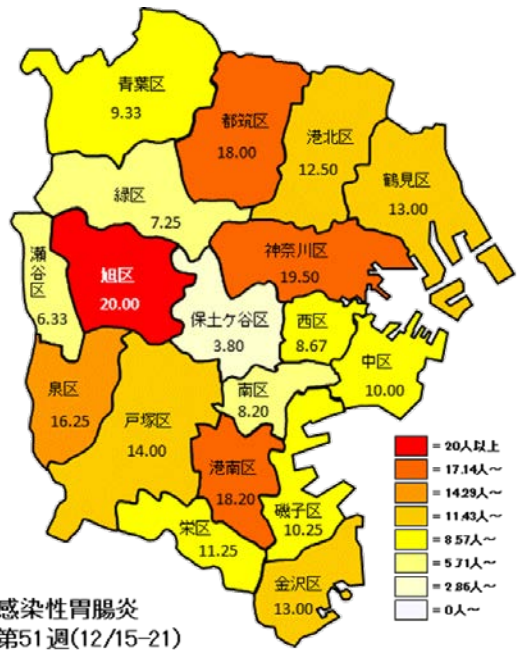 青葉区
9.33
都筑区
18.00
港北区
12.50
鶴見区
13.00
緑区
7.25
瀬谷区
6.33
旭区
20.00
神奈川区
19.50
保土ケ谷区
3.80
西区
8.67
中区
10.00
泉区
16.25
戸塚区
14.00
南区
8.20
港南区
18.20
磯子区
10.25
栄区
11.25
金沢区
13.00
= 20人以上
= 17.14人~
= 14.29人~
= 11.43人~
= 8.57人~
= 5.71人~
= 2.86人~
= 0人~
感染性胃腸炎
第51週(12/15-21)